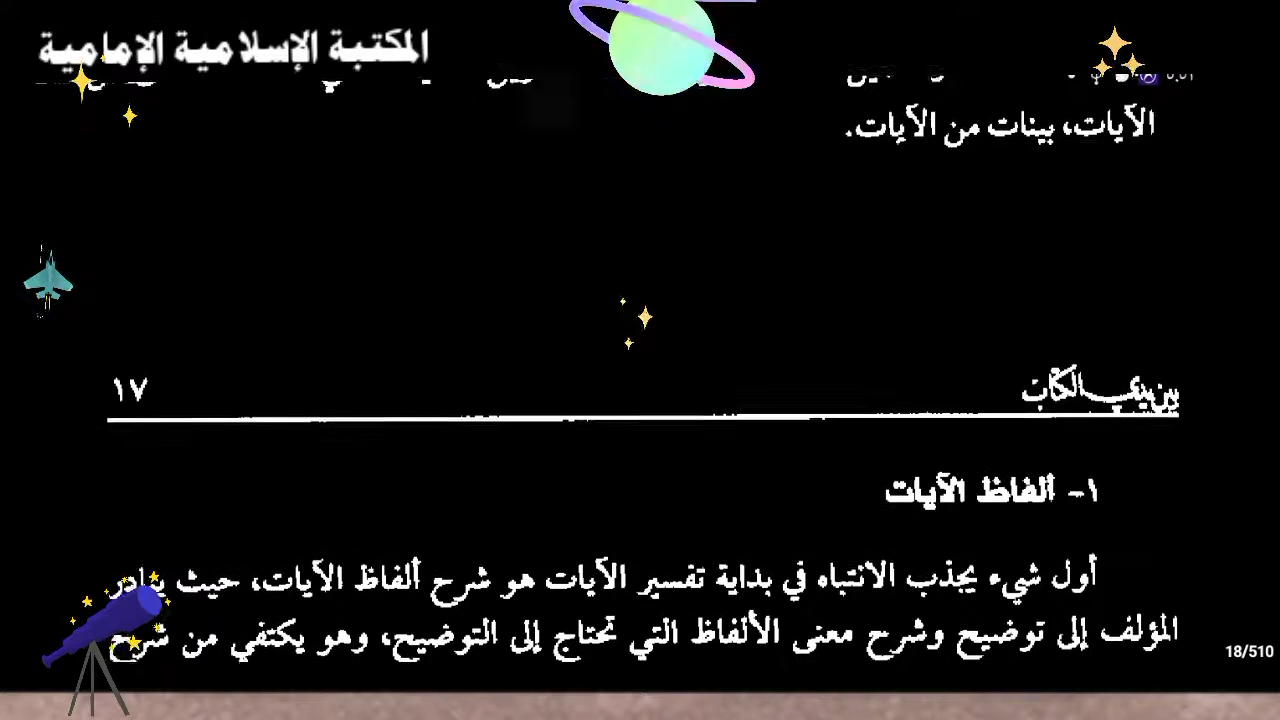 المكتبة الإسلامية الإمامية
الآيات، بينات من الآيات.
بين يدي الكتاب
١٧
١- ألفاظ الآيات
أول شيء يجذب الانتباه في بداية تفسير الآيات هو شرح ألفاظ الآيات، حيث يبادر
المؤلف إلى توضيح وشرح معنى الألفاظ التي تحتاج إلى التوضيح، وهو يكتفي من شرح
18/510